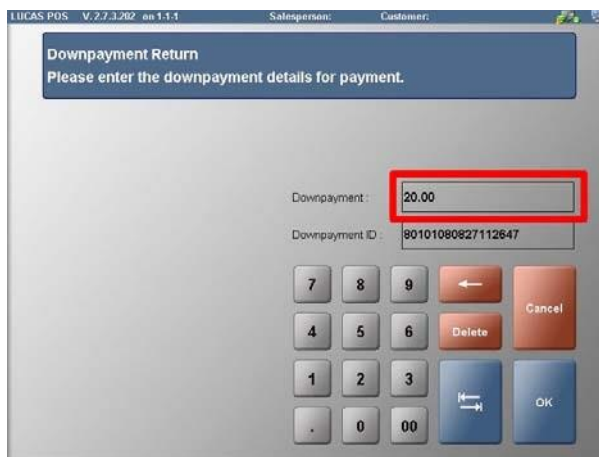 LUCAS POS V. 2.7.3.202 on 1-1-1 Salesperson: Customer:
Downpayment Return
Please enter the downpayment details for payment.
Downpayment : 20.00
Downpayment ID : 80101080827112647
7 8 9 Cancel
4 5 6 Delete
1 2 3 OK
. 0 00